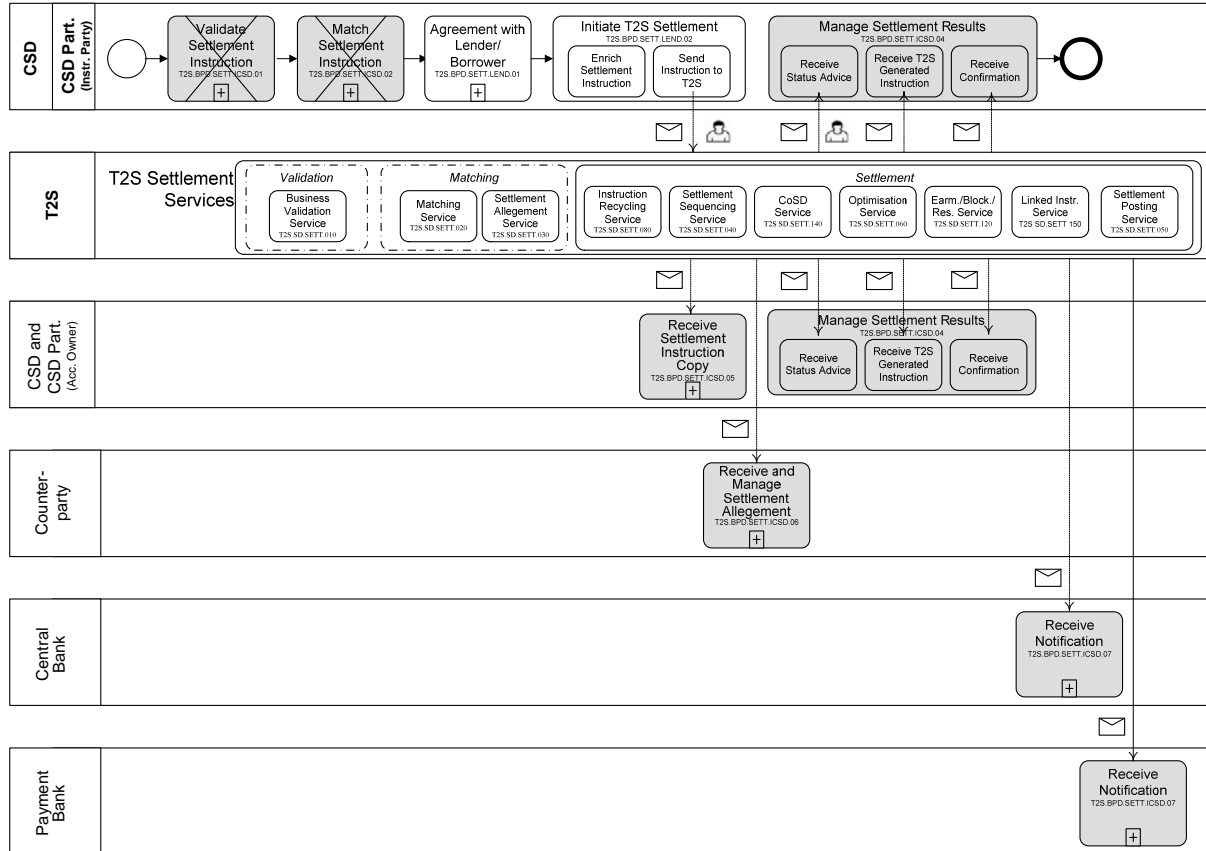 CSD
CSD Part.
(Instr. Party)
Validate
Settlement
Instruction
T2S.BPD.SETT.ICSD.01
+
Match
Settlement
Instruction
T2S.BPD.SETT.ICSD.02
+
Agreement with
Lender/
Borrower
T2S.BPD.SETT.LEND.01
+
Initiate T2S Settlement
T2S.BPD.SETT.LEND.02
Enrich
Settlement
Instruction
Send
Instruction to
T2S
Manage Settlement Results
T2S.BPD.SETT.ICSD.04
Receive
Status Advice
Receive T2S
Generated
Instruction
Receive
Confirmation
T2S
T2S Settlement
Services
Validation
Business
Validation
Service
T2S.SD.SETT.010
Matching
Matching
Service
T2S.SD.SETT.020
Settlement
Allegement
Service
T2S.SD.SETT.030
Settlement
Instruction
Recycling
Service
T2S.SD.SETT.080
Settlement
Sequencing
Service
T2S.SD.SETT.040
CoSD
Service
T2S.SD.SETT.140
Optimisation
Service
T2S.SD.SETT.060
Earm./Block./
Res. Service
T2S.SD.SETT.120
Linked Instr.
Service
T2S SD.SETT 150
Settlement
Posting
Service
T2S.SD.SETT.050
CSD and
CSD Part.
(Acc. Owner)
Receive
Settlement
Instruction
Copy
T2S.BPD.SETT.ICSD.05
+
Manage Settlement Results
T2S.BPD.SETT.ICSD.04
Receive
Status Advice
Receive T2S
Generated
Instruction
Receive
Confirmation
Counter-
party
Receive and
Manage
Settlement
Allegement
T2S.BPD.SETT.ICSD.06
+
Central
Bank
Receive
Notification
T2S.BPD.SETT.ICSD.07
+
Payment
Bank
Receive
Notification
T2S.BPD.SETT.ICSD.07
+